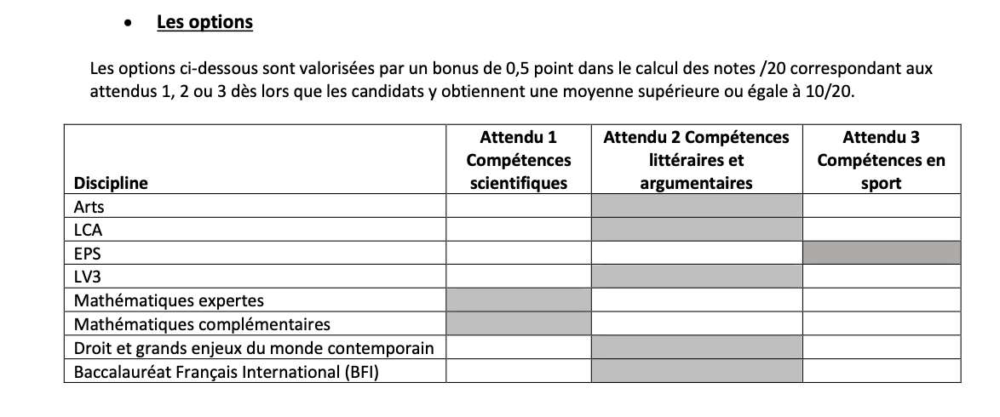 • Les options
Les options ci-dessous sont valorisées par un bonus de 0,5 point dans le calcul des notes /20 correspondant aux
attendus 1, 2 ou 3 dès lors que les candidats y obtiennent une moyenne supérieure ou égale à 10/20.
Discipline
Attendu 1
Compétences
scientifiques
Attendu 2 Compétences
littéraires et
argumentaires
Attendu 3
Compétences en
sport
Arts
LCA
EPS
LV3
Mathématiques expertes
Mathématiques complémentaires
Droit et grands enjeux du monde contemporain
Baccalauréat Français International (BFI)